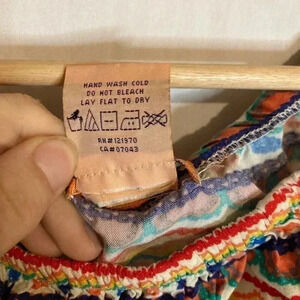 HAND WASH COLD
DO NOT BLEACH
LAY FLAT TO DRY
RN#121970
CA#07043